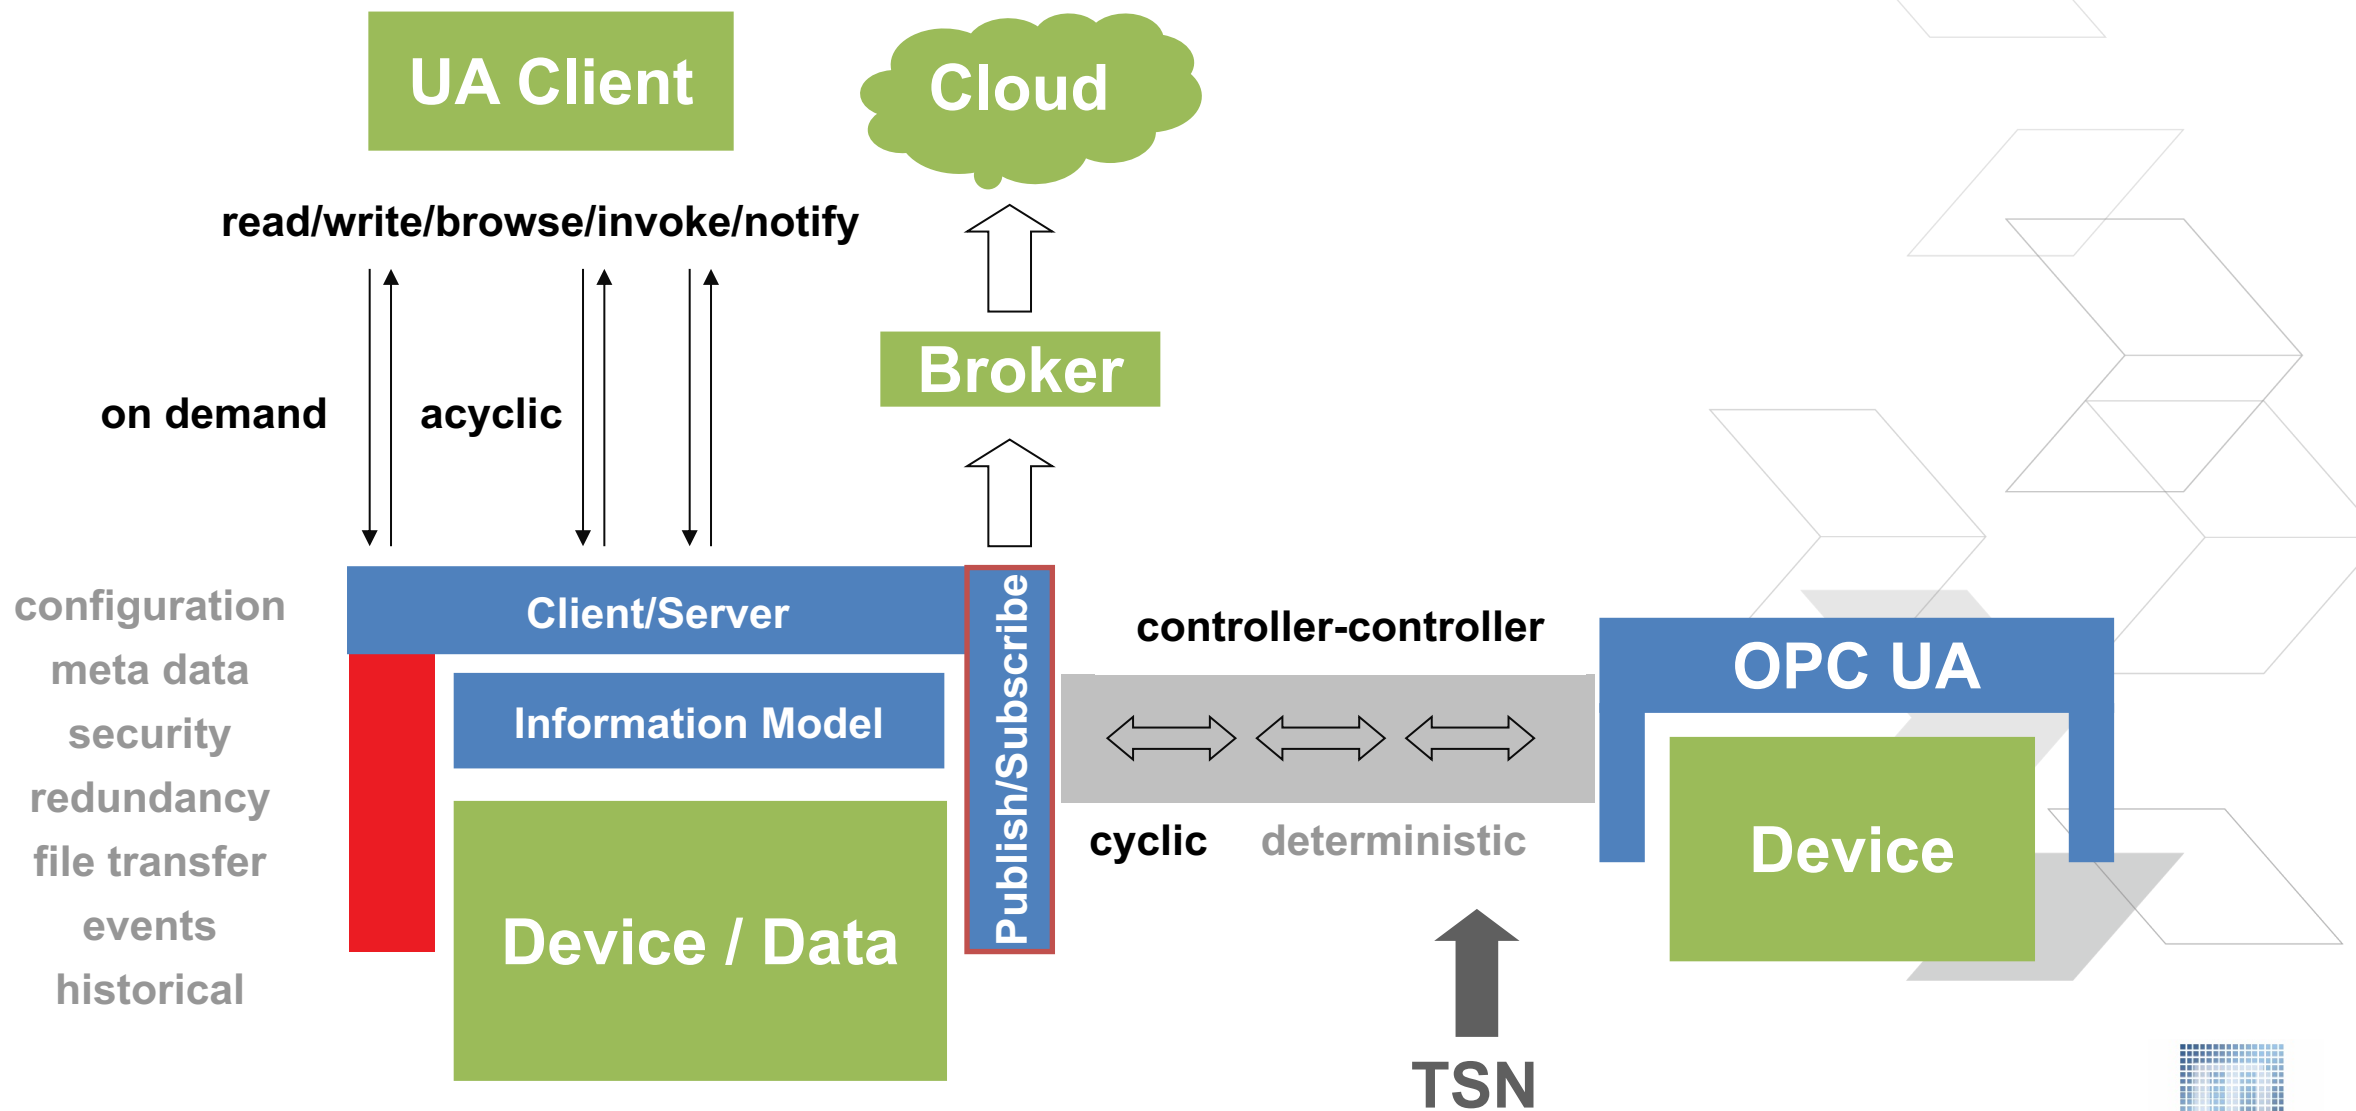 UA Client
Cloud
read/write/browse/invoke/notify
Broker
on demand
acyclic
configuration
meta data
security
redundancy
file transfer
events
historical
Client/Server
Information Model
Device / Data
Publish/Subscribe
controller-controller
cyclic
deterministic
TSN
OPC UA
Device